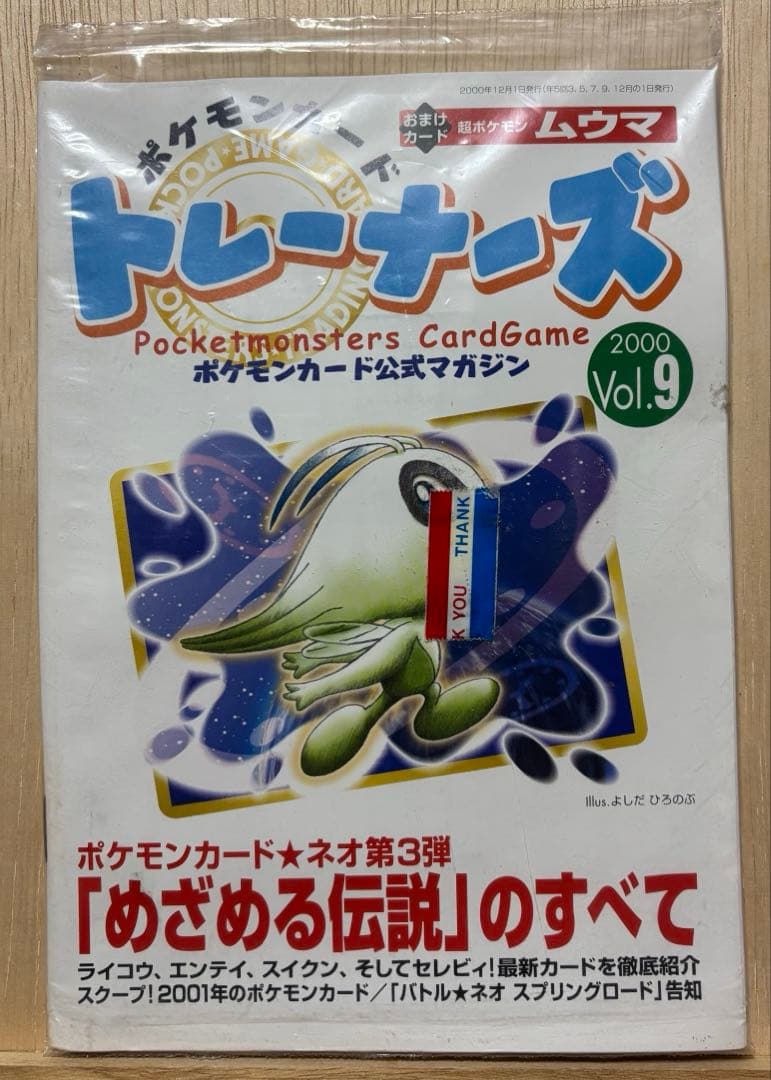 2000年12月1日発行(年5回3、5、7、9、12月の1日発行)
おまけカード 超ポケモン ムウマ
ポケモンカード
トレーナーズ
Pocketmonsters CardGame
ポケモンカード公式マガジン
2000
Vol.9
THANK
K YOU
Illus.よしだ ひろのぶ
ポケモンカード★ネオ第3弾
「めざめる伝説」のすべて
ライコウ、エンテイ、スイクン、そしてセレビィ!最新カードを徹底紹介
スクープ!2001年のポケモンカード/「バトル★ネオ スプリングロード」告知